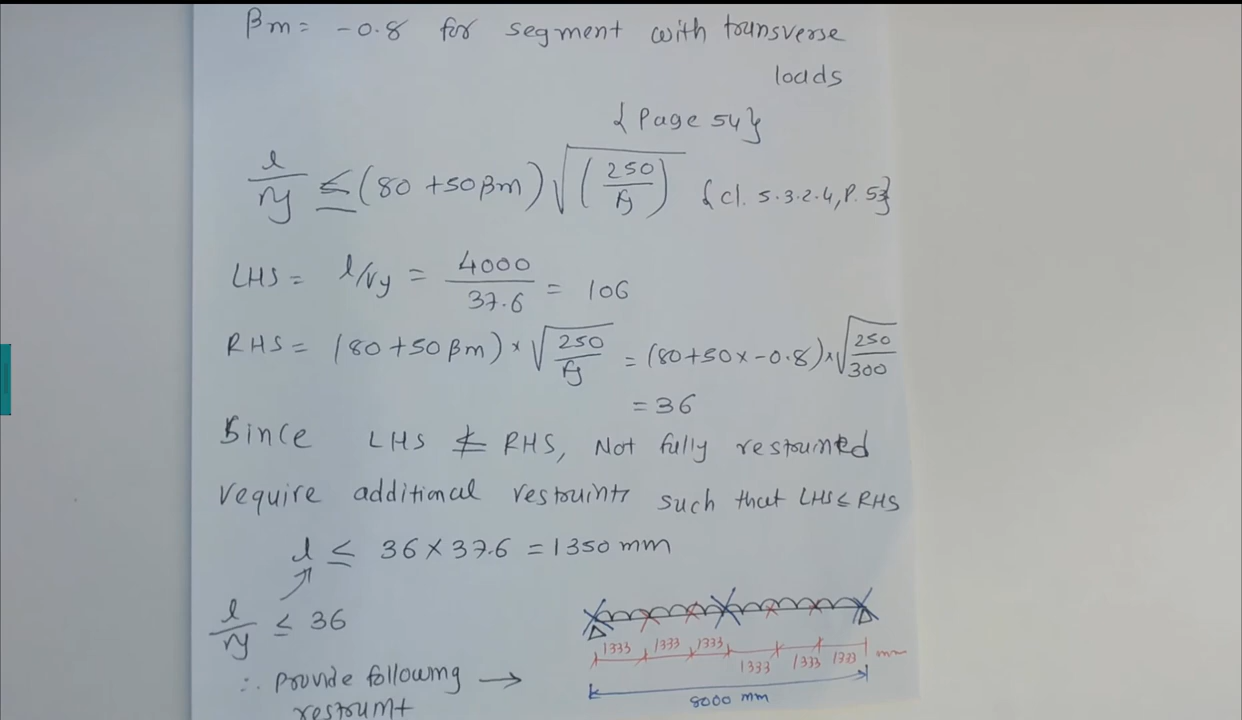 βm = -0.8 for segment with transverse
loads
{Page 54}
l/ry ≤ (80 + 50βm) √(250/fy) {cl. 5.3.2.4, P. 53}
LHS = l/ry = 4000/37.6 = 106
RHS = (80 + 50βm) × √(250/fy) = (80 + 50 × -0.8) × √(250/300)
= 36
Since LHS ≰ RHS, Not fully restrained
require additional restraints such that LHS ≤ RHS
l ≤ 36 × 37.6 = 1350 mm
l/ry ≤ 36
1333 1333 1333 1333 1333 1333 mm
∴ Provide following →
8000 mm
restraint